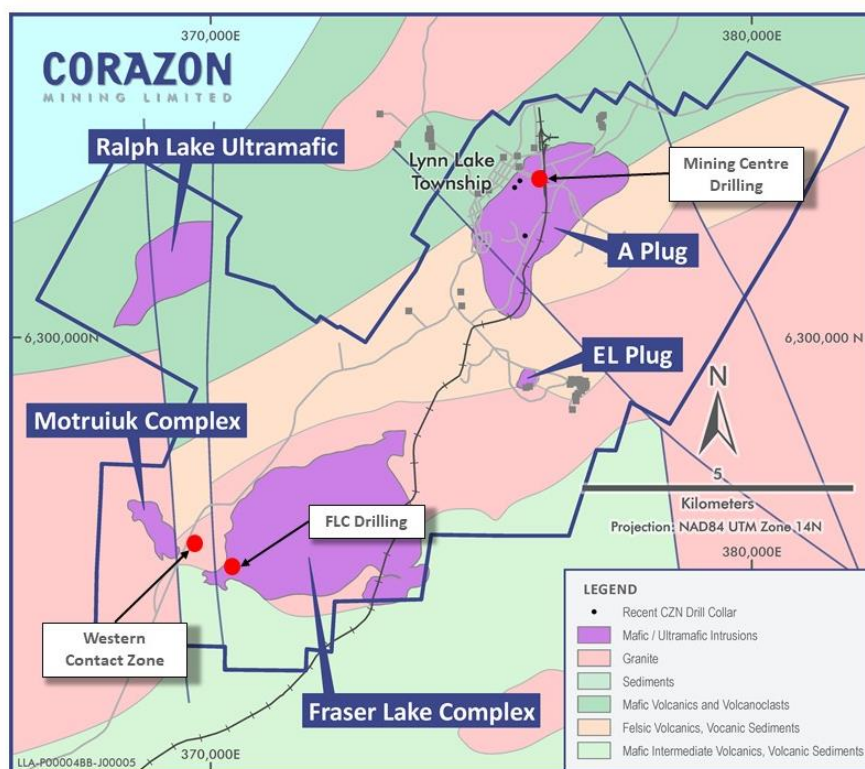 370,000E
380,000E
CORAZON
MINING LIMITED
Ralph Lake Ultramafic
Lynn Lake
Township
Mining Centre
Drilling
A Plug
6,300,000N
6,300,000 N
EL Plug
N
Motruiuk Complex
5
Kilometers
Projection: NAD84 UTM Zone 14N
FLC Drilling
380,000E
LEGEND
Recent CZN Drill Collar
Mafic / Ultramafic Intrusions
Granite
Sediments
Mafic Volcanics and Volcanoclasts
Felsic Volcanics, Vocanic Sediments
Mafic Intermediate Volcanics, Volcanic Sediments
Western
Contact Zone
Fraser Lake Complex
370,000E
LLA-P00004BB-J00005